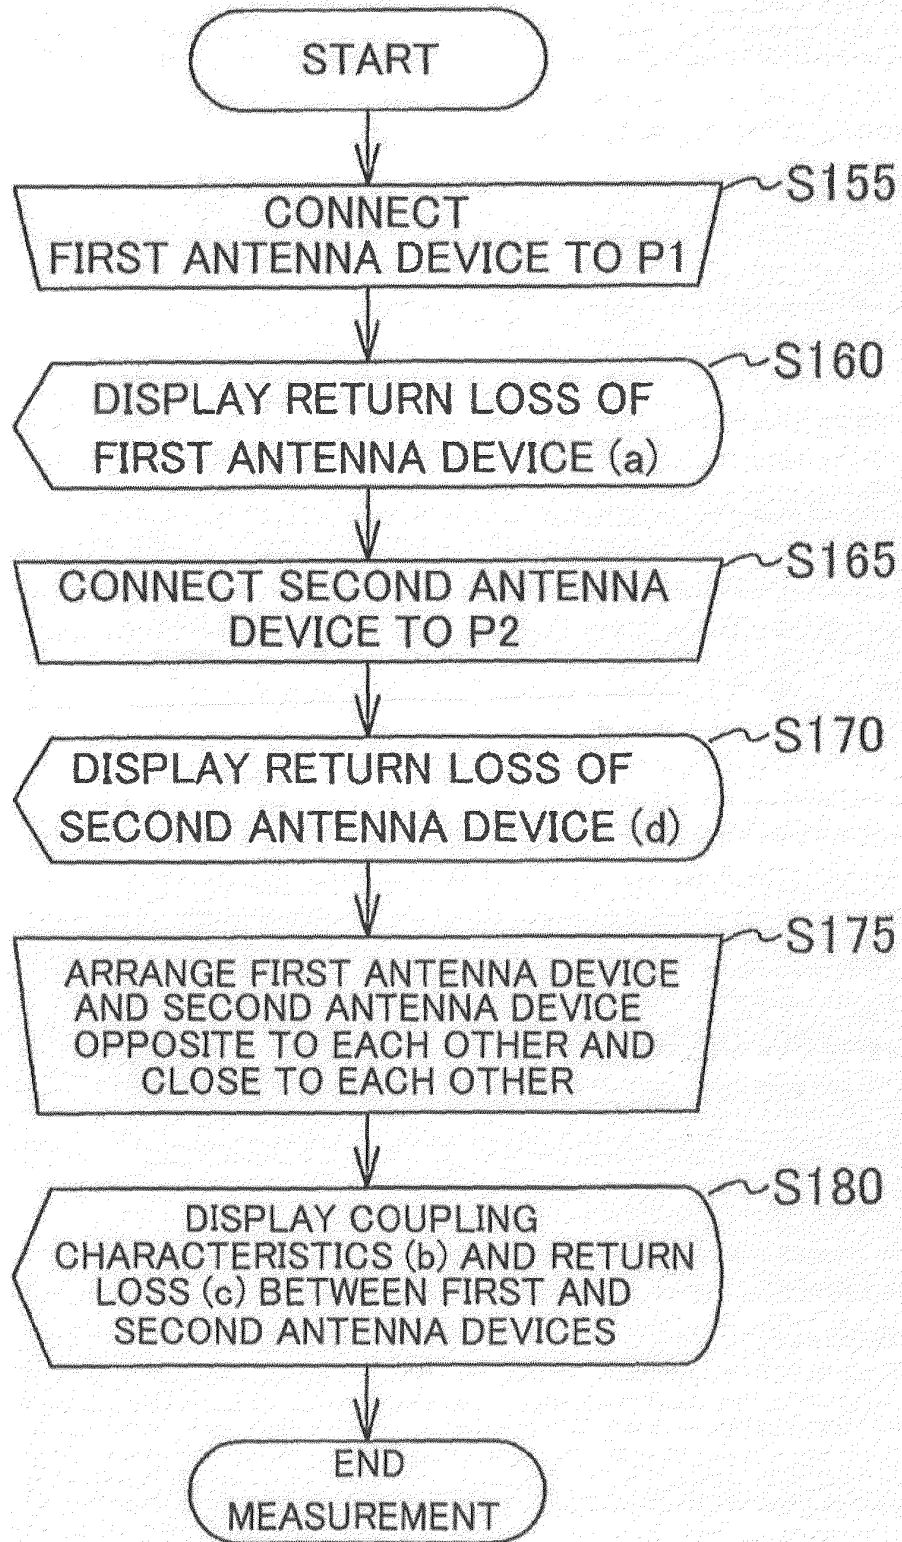 START
S155
CONNECT
FIRST ANTENNA DEVICE TO P1
S160
DISPLAY RETURN LOSS OF
FIRST ANTENNA DEVICE (a)
S165
CONNECT SECOND ANTENNA
DEVICE TO P2
S170
DISPLAY RETURN LOSS OF
SECOND ANTENNA DEVICE (d)
S175
ARRANGE FIRST ANTENNA DEVICE
AND SECOND ANTENNA DEVICE
OPPOSITE TO EACH OTHER AND
CLOSE TO EACH OTHER
S180
DISPLAY COUPLING
CHARACTERISTICS (b) AND RETURN
LOSS (c) BETWEEN FIRST AND
SECOND ANTENNA DEVICES
END
MEASUREMENT